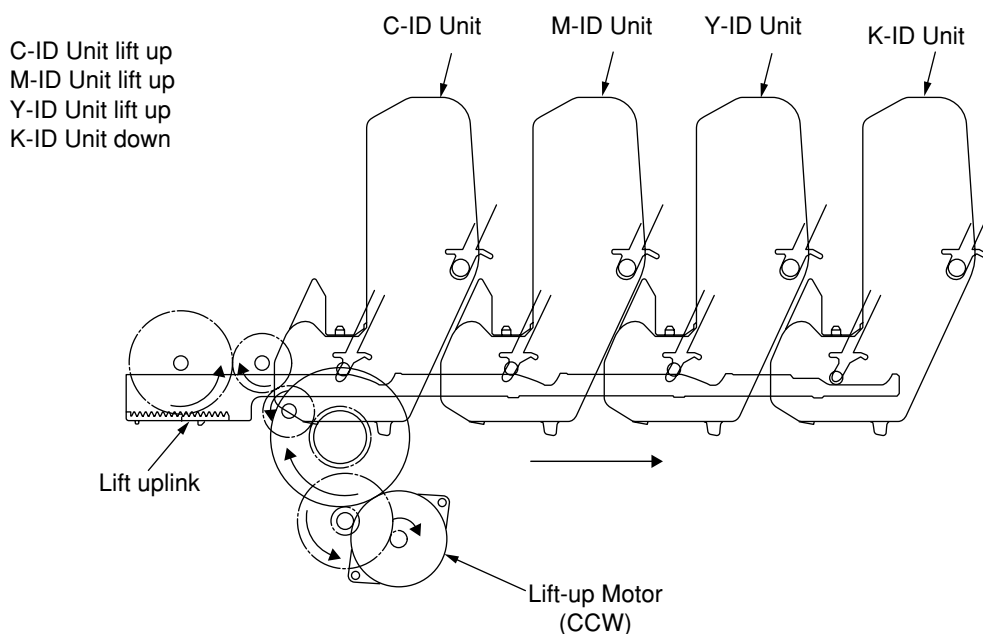 C-ID Unit lift up
M-ID Unit lift up
Y-ID Unit lift up
K-ID Unit down
C-ID Unit
M-ID Unit
Y-ID Unit
K-ID Unit
Lift uplink
Lift-up Motor
(CCW)